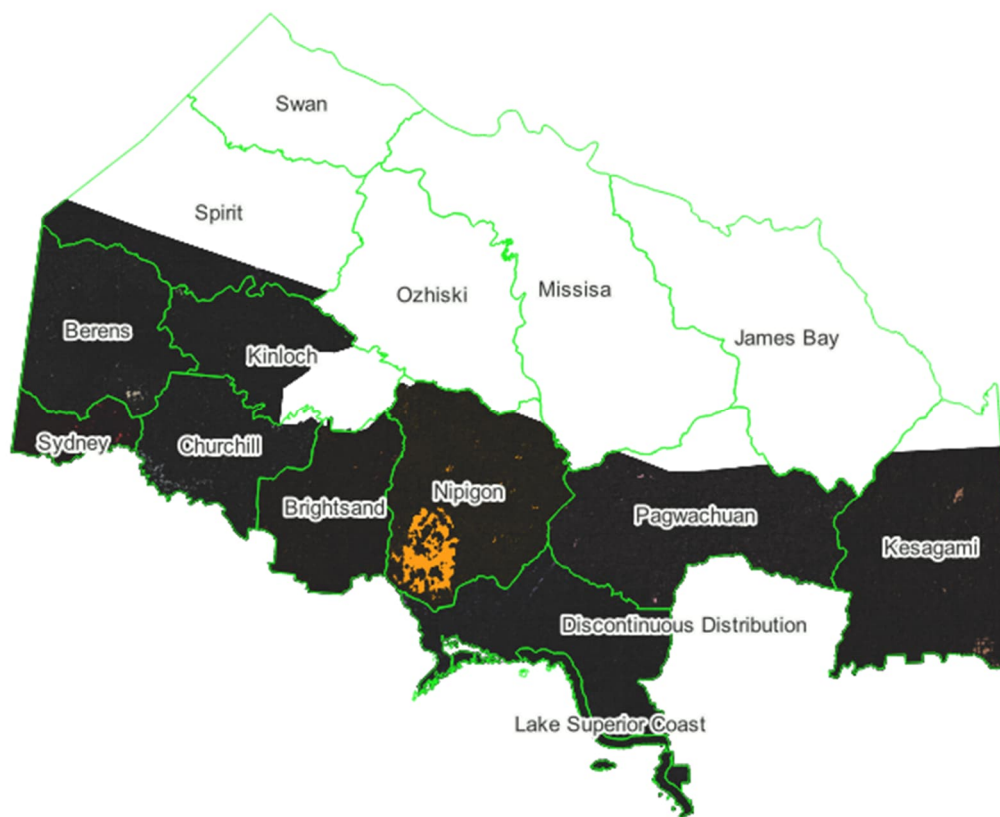 Swan
Spirit
Ozhiski
Missisa
James Bay
Berens
Kinloch
Sydney
Churchill
Brightsand
Nipigon
Pagwachuan
Kesagami
Discontinuous Distribution
Lake Superior Coast